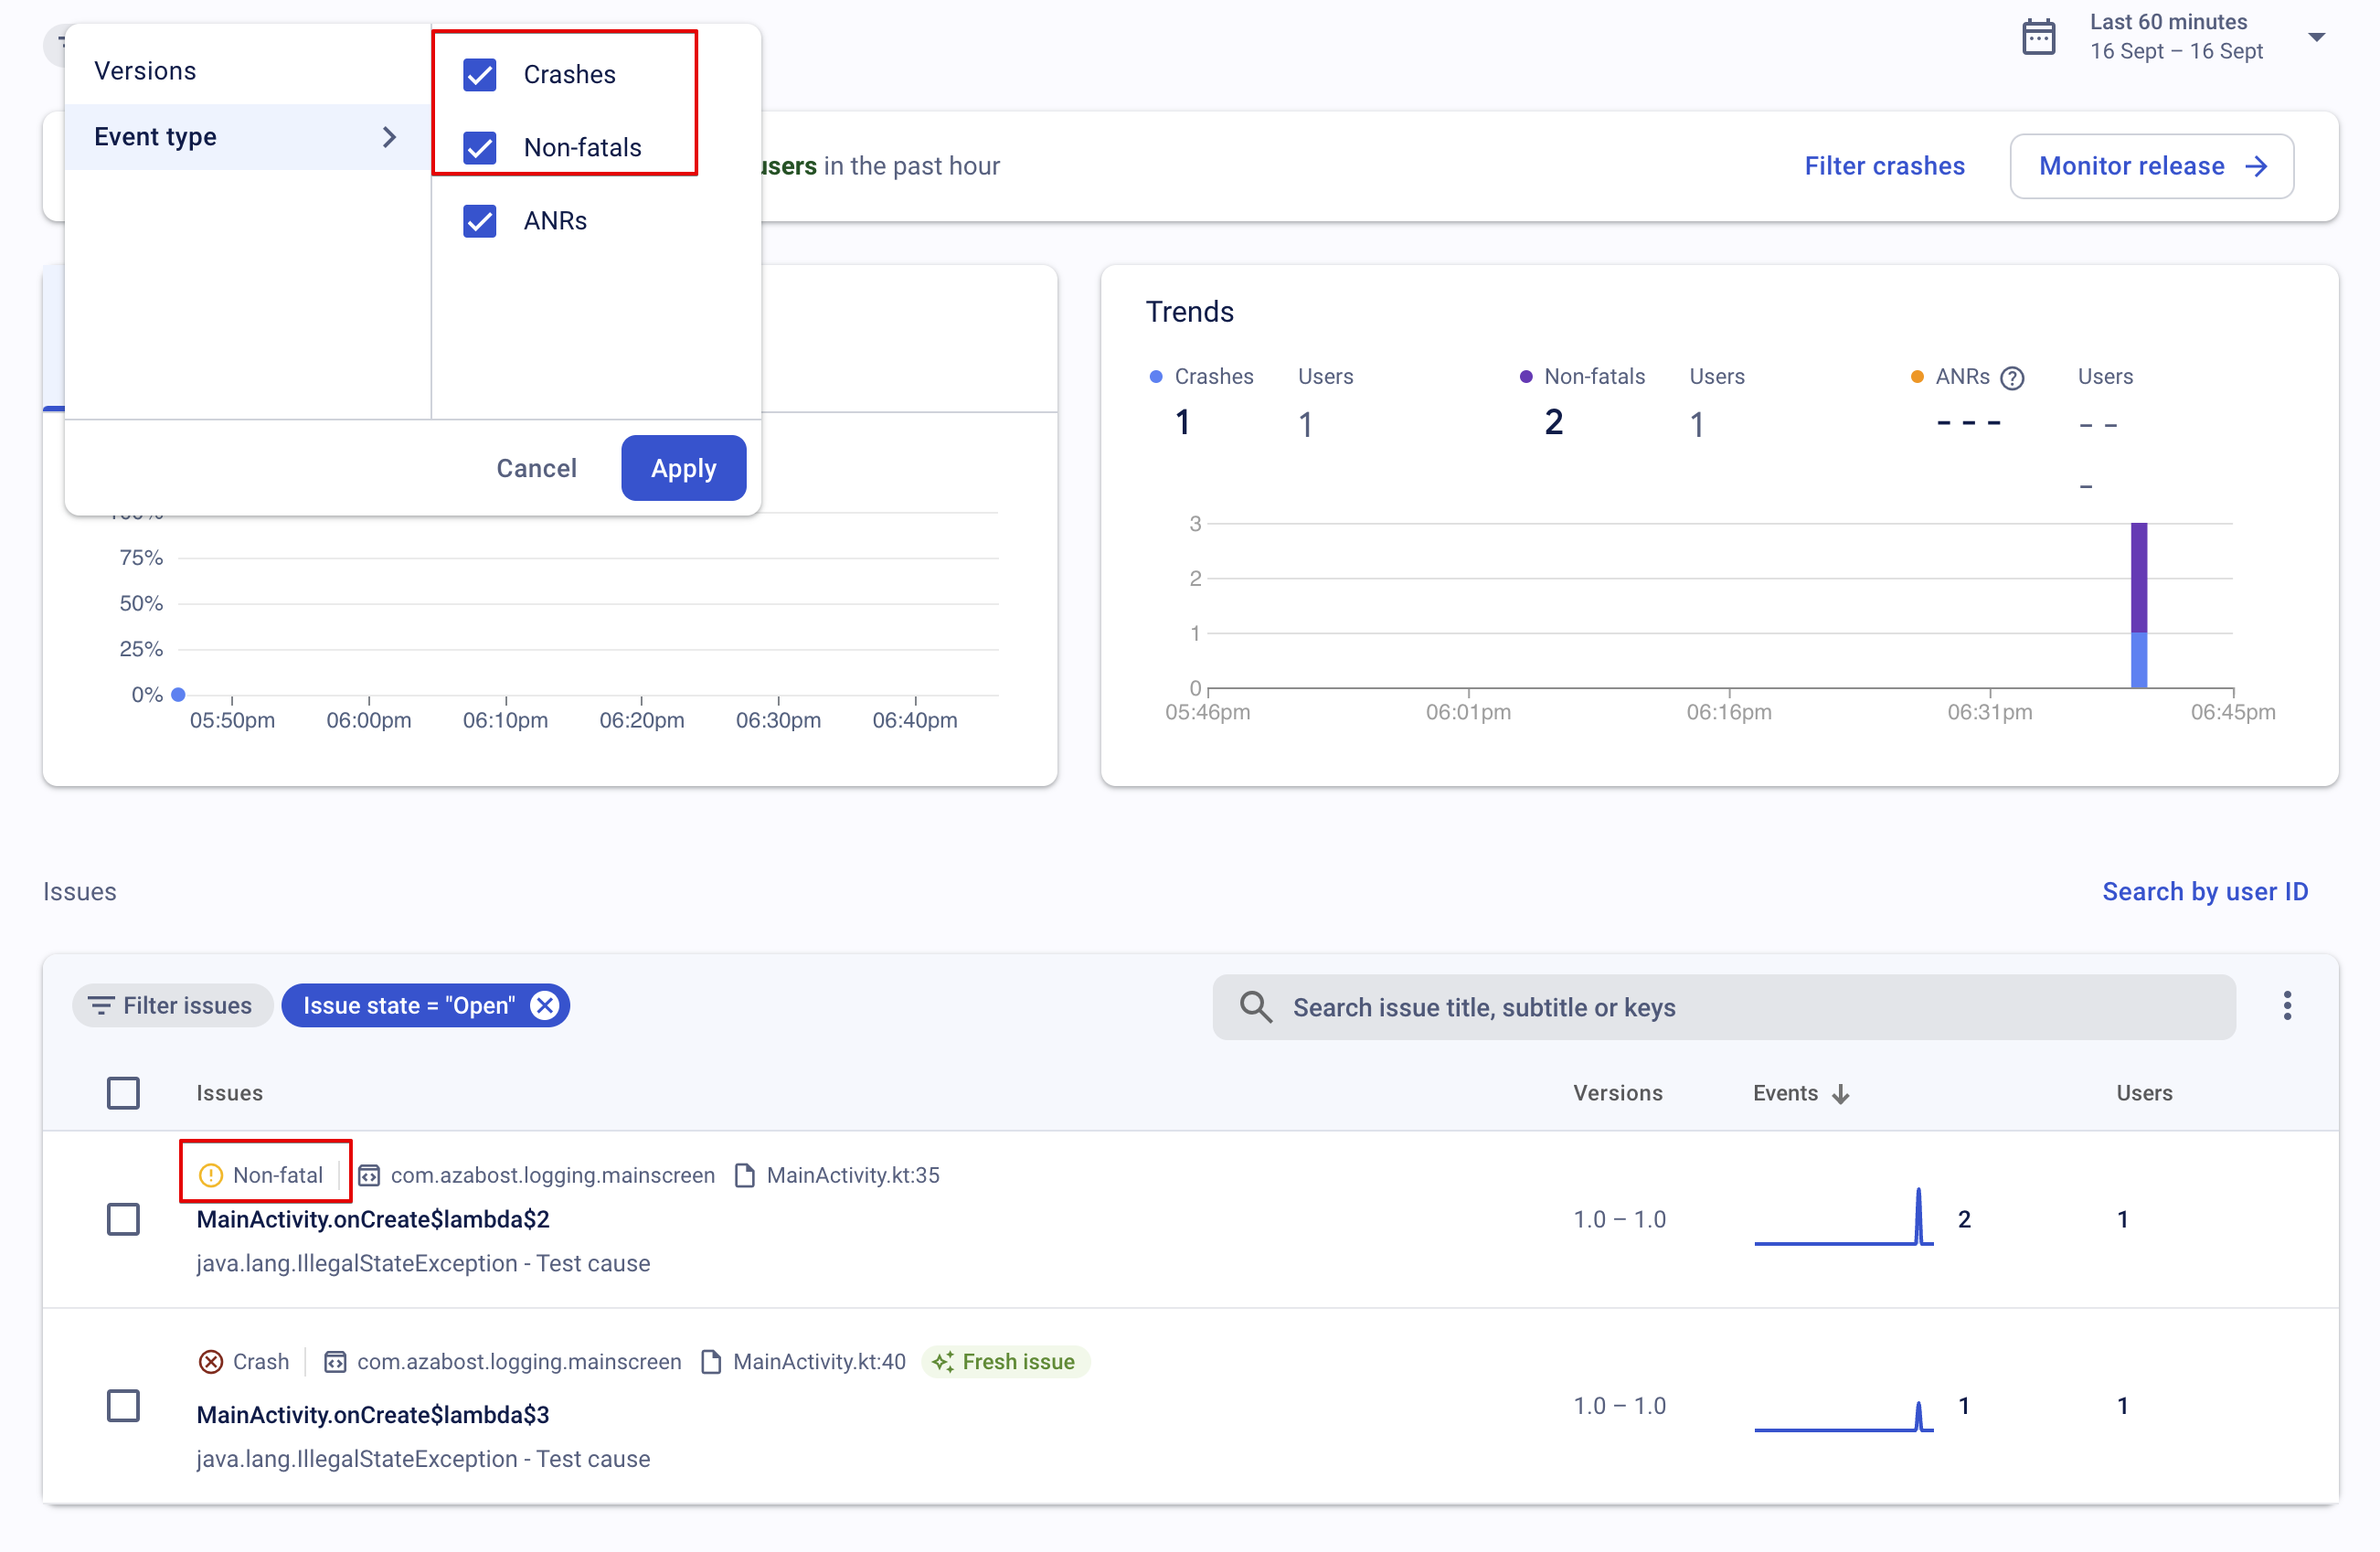 Last 60 minutes
16 Sept – 16 Sept
Versions
Event type
Crashes
Non-fatals
ANRs
Cancel
Apply
users in the past hour
Filter crashes
Monitor release
75%
50%
25%
0%
05:50pm 06:00pm 06:10pm 06:20pm 06:30pm 06:40pm
Trends
Crashes Users Non-fatals Users ANRs ? Users
1 1 2 1 - - - - -
-
3
2
1
0
05:46pm 06:01pm 06:16pm 06:31pm 06:45pm
Issues
Search by user ID
Filter issues
Issue state = "Open"
Search issue title, subtitle or keys
Issues Versions Events Users
Non-fatal com.azabost.logging.mainscreen MainActivity.kt:35
MainActivity.onCreate$lambda$2
java.lang.IllegalStateException - Test cause
1.0 – 1.0 2 1
Crash com.azabost.logging.mainscreen MainActivity.kt:40 Fresh issue
MainActivity.onCreate$lambda$3
java.lang.IllegalStateException - Test cause
1.0 – 1.0 1 1